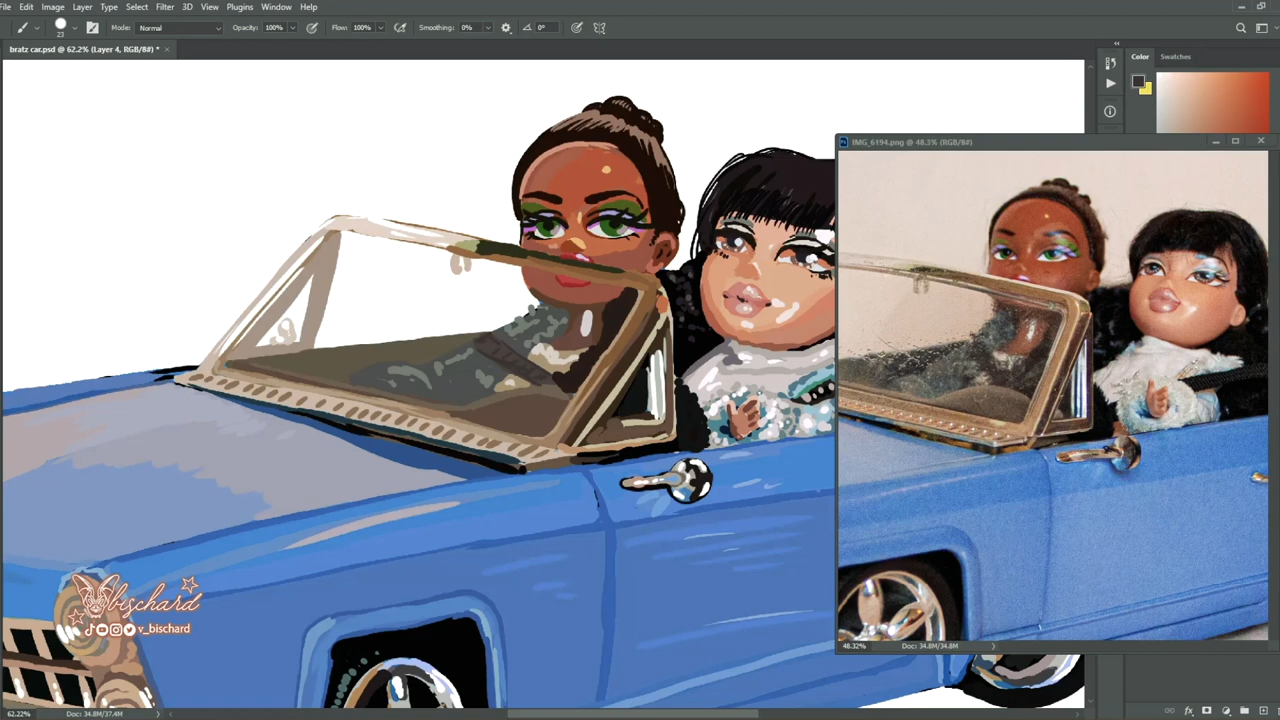 File Edit Image Layer Type Select Filter 3D View Plugins Window Help
23 Mode: Normal Opacity: 100% Flow: 100% Smoothing: 0% 0°
bratz car.psd @ 62.2% (Layer 4, RGB/8#) *
Color Swatches
IMG_6194.png @ 48.3% (RGB/8#)
bischard
v_bischard
48.32% Doc: 34.8M/34.8M
62.22% Doc: 34.8M/37.4M